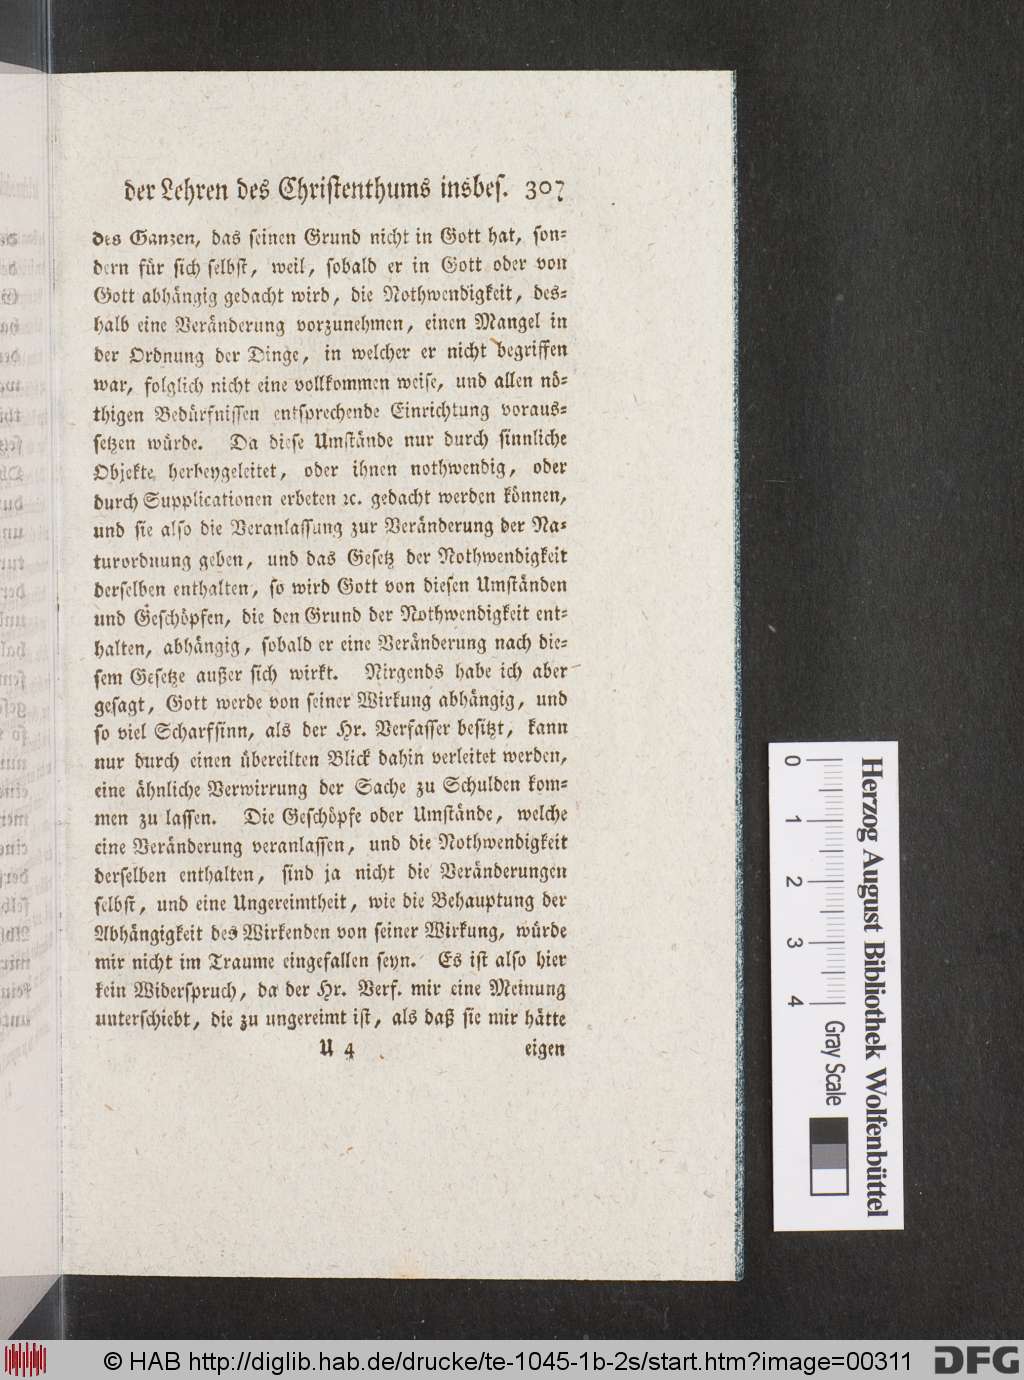 der Lehren des Christenthums insbes. 307
des Ganzen, das seinen Grund nicht in Gott hat, son-
dern für sich selbst, weil, sobald er in Gott oder von
Gott abhängig gedacht wird, die Nothwendigkeit, des-
halb eine Veränderung vorzunehmen, einen Mangel in
der Ordnung der Dinge, in welcher er nicht begriffen
war, folglich nicht eine vollkommen weise, und allen nö-
thigen Bedürfnissen entsprechende Einrichtung voraus-
setzen würde. Da diese Umstände nur durch sinnliche
Objekte herbeygeleitet, oder ihnen nothwendig, oder
durch Supplicationen erbeten ꝛc. gedacht werden können,
und sie also die Veranlassung zur Veränderung der Na-
turordnung geben, und das Gesetz der Nothwendigkeit
derselben enthalten, so wird Gott von diesen Umständen
und Geschöpfen, die den Grund der Nothwendigkeit ent-
halten, abhängig, sobald er eine Veränderung nach die-
sem Gesetze außer sich wirkt. Nirgends habe ich aber
gesagt, Gott werde von seiner Wirkung abhängig, und
so viel Scharfsinn, als der Hr. Verfasser besitzt, kann
nur durch einen übereilten Blick dahin verleitet werden,
eine ähnliche Verwirrung der Sache zu Schulden kom-
men zu lassen. Die Geschöpfe oder Umstände, welche
eine Veränderung veranlassen, und die Nothwendigkeit
derselben enthalten, sind ja nicht die Veränderungen
selbst, und eine Ungereimtheit, wie die Behauptung der
Abhängigkeit des Wirkenden von seiner Wirkung, würde
mir nicht im Traume eingefallen seyn. Es ist also hier
kein Widerspruch, da der Hr. Verf. mir eine Meinung
unterschiebt, die zu ungereimt ist, als daß sie mir hätte
U 4 eigen
0 1 2 3 4 Gray Scale
Herzog August Bibliothek Wolfenbüttel
© HAB http://diglib.hab.de/drucke/te-1045-1b-2s/start.htm?image=00311 DFG